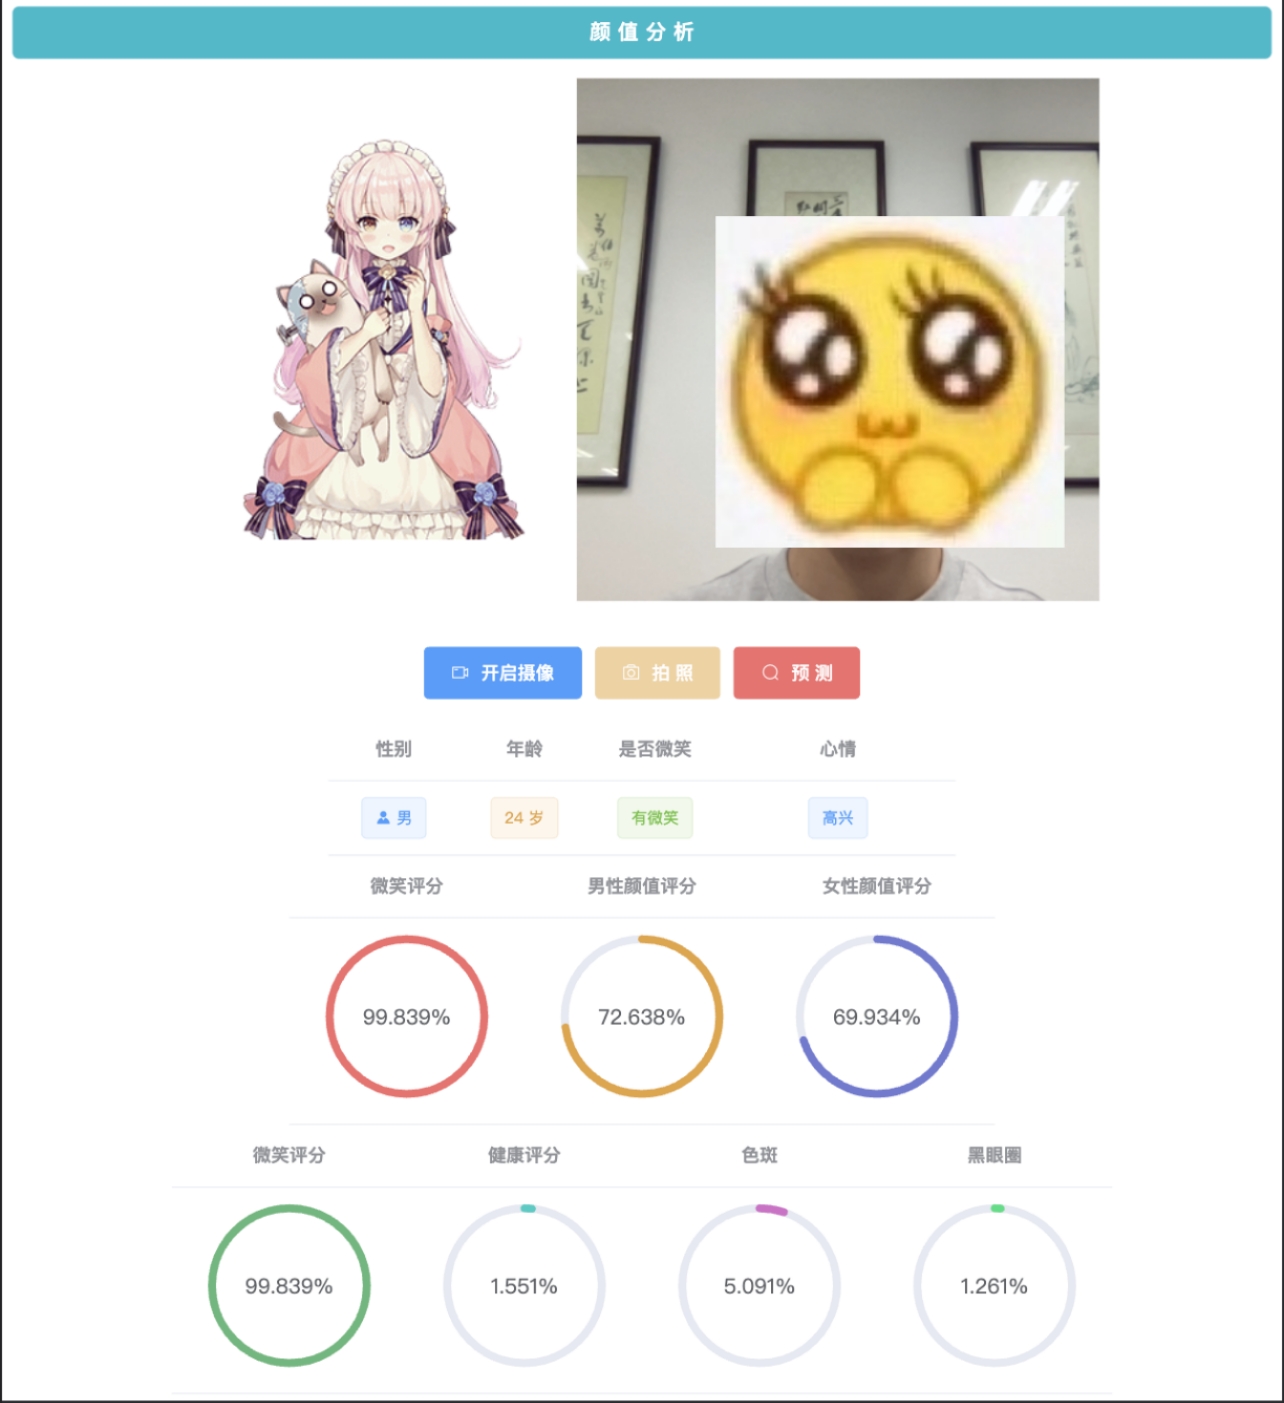 颜值分析
开启摄像 拍照 预测
性别 年龄 是否微笑 心情
男 24 岁 有微笑 高兴
微笑评分 男性颜值评分 女性颜值评分
99.839% 72.638% 69.934%
微笑评分 健康评分 色斑 黑眼圈
99.839% 1.551% 5.091% 1.261%